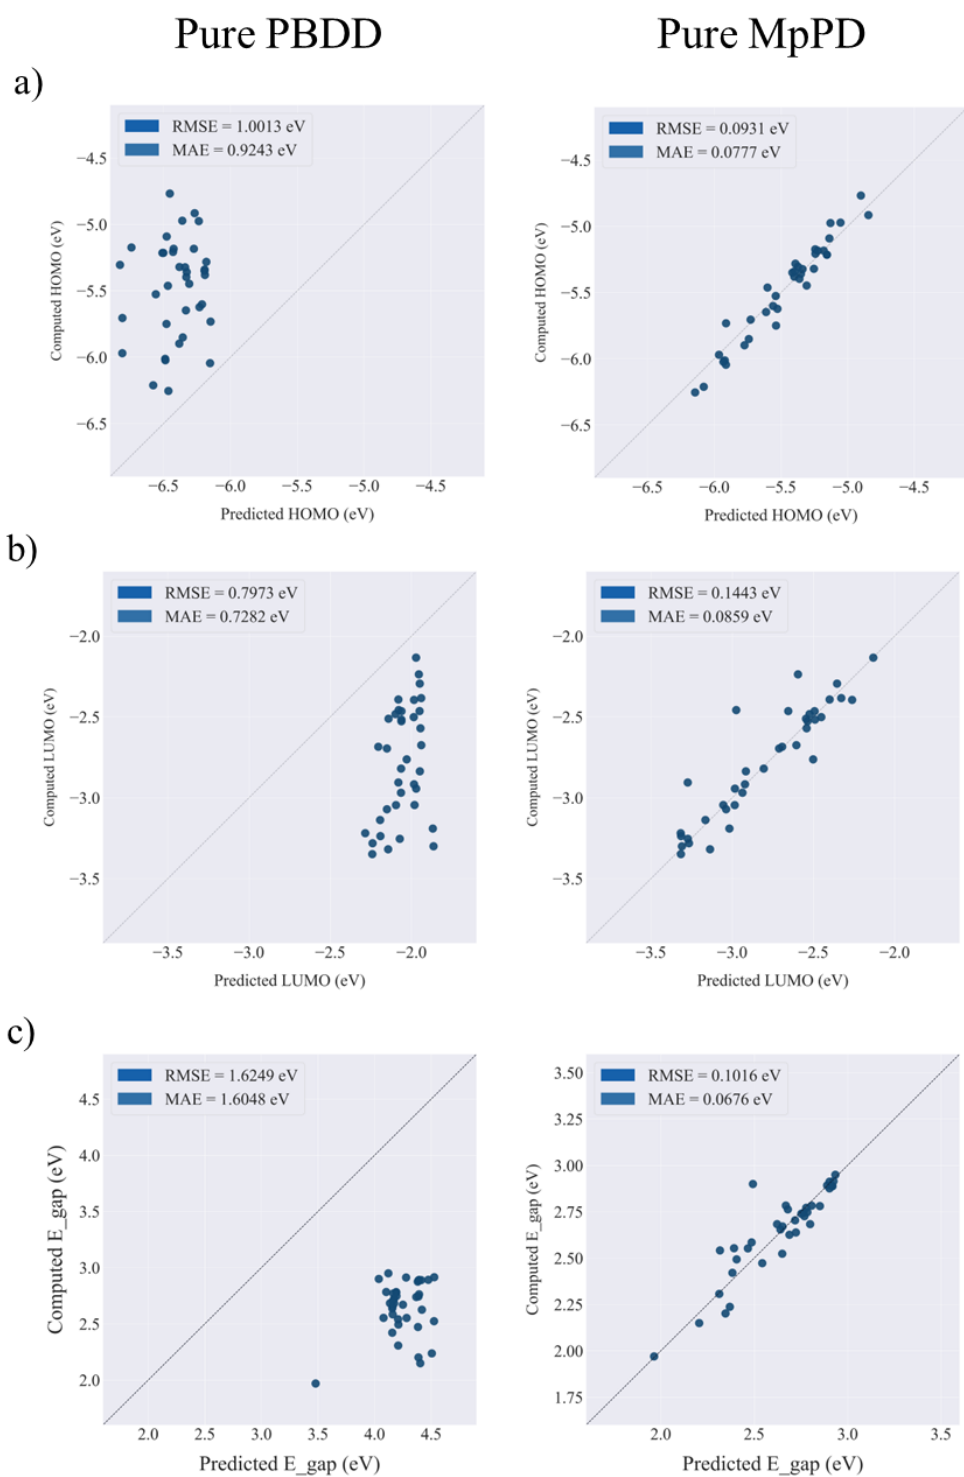 Pure PBDD
Pure MpPD
a)
RMSE = 1.0013 eV
MAE = 0.9243 eV
−4.5
−5.0
−5.5
−6.0
−6.5
Computed HOMO (eV)
−6.5 −6.0 −5.5 −5.0 −4.5
Predicted HOMO (eV)
RMSE = 0.0931 eV
MAE = 0.0777 eV
−4.5
−5.0
−5.5
−6.0
−6.5
Computed HOMO (eV)
−6.5 −6.0 −5.5 −5.0 −4.5
Predicted HOMO (eV)
b)
RMSE = 0.7973 eV
MAE = 0.7282 eV
−2.0
−2.5
−3.0
−3.5
Computed LUMO (eV)
−3.5 −3.0 −2.5 −2.0
Predicted LUMO (eV)
RMSE = 0.1443 eV
MAE = 0.0859 eV
−2.0
−2.5
−3.0
−3.5
Computed LUMO (eV)
−3.5 −3.0 −2.5 −2.0
Predicted LUMO (eV)
c)
RMSE = 1.6249 eV
MAE = 1.6048 eV
4.5
4.0
3.5
3.0
2.5
2.0
Computed E_gap (eV)
2.0 2.5 3.0 3.5 4.0 4.5
Predicted E_gap (eV)
RMSE = 0.1016 eV
MAE = 0.0676 eV
3.50
3.25
3.00
2.75
2.50
2.25
2.00
1.75
Computed E_gap (eV)
2.0 2.5 3.0 3.5
Predicted E_gap (eV)